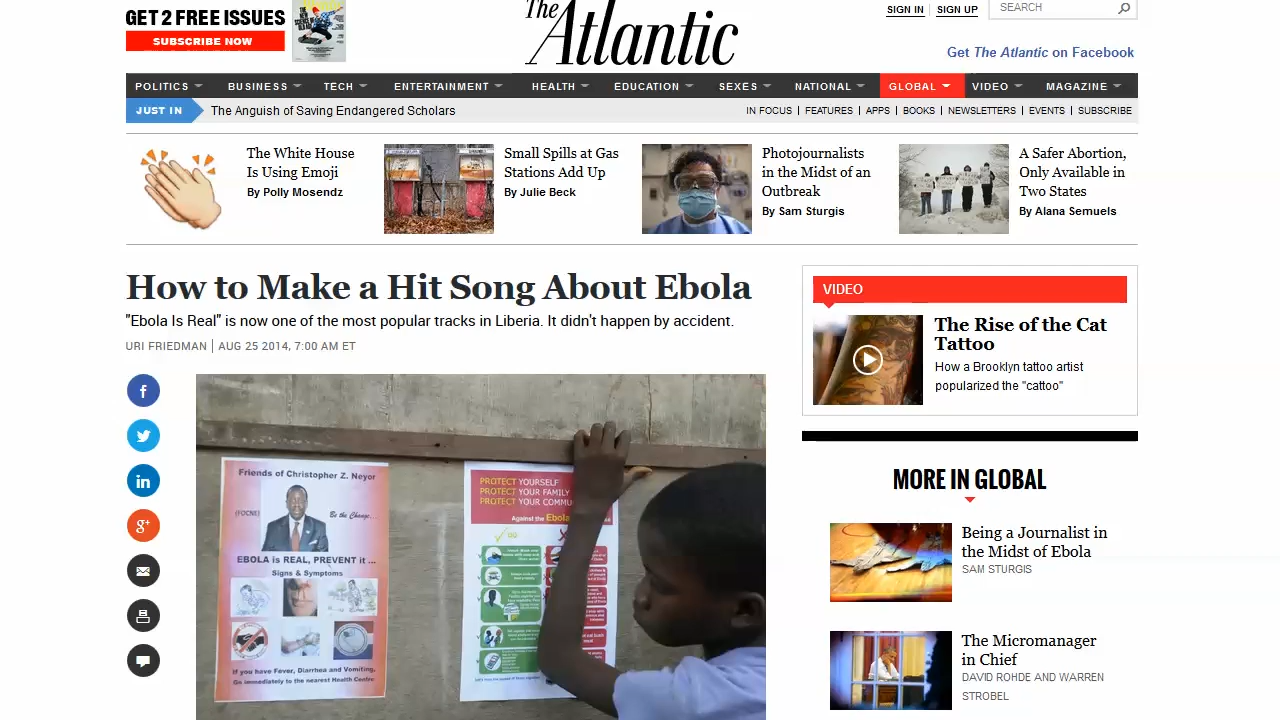 GET 2 FREE ISSUES
SUBSCRIBE NOW
The
Atlantic
SIGN IN | SIGN UP
SEARCH
Get The Atlantic on Facebook
POLITICS BUSINESS TECH ENTERTAINMENT HEALTH EDUCATION SEXES NATIONAL GLOBAL VIDEO MAGAZINE
JUST IN The Anguish of Saving Endangered Scholars
IN FOCUS | FEATURES | APPS | BOOKS | NEWSLETTERS | EVENTS | SUBSCRIBE
The White House
Is Using Emoji
By Polly Mosendz
Small Spills at Gas
Stations Add Up
By Julie Beck
Photojournalists
in the Midst of an
Outbreak
By Sam Sturgis
A Safer Abortion,
Only Available in
Two States
By Alana Semuels
How to Make a Hit Song About Ebola
"Ebola Is Real" is now one of the most popular tracks in Liberia. It didn't happen by accident.
URI FRIEDMAN | AUG 25 2014, 7:00 AM ET
f
in
g+
Friends of Christopher Z. Neyor
(FOCNE)
Be the Change...
EBOLA is REAL, PREVENT it ...
Signs & Symptoms
If you have Fever, Diarrhea and Vomiting,
Go immediately to the nearest Health Centre
PROTECT YOURSELF
PROTECT YOUR FAMILY
PROTECT YOUR COMMU
Against the Ebola
VIDEO
The Rise of the Cat
Tattoo
How a Brooklyn tattoo artist
popularized the "cattoo"
MORE IN GLOBAL
Being a Journalist in
the Midst of Ebola
SAM STURGIS
The Micromanager
in Chief
DAVID ROHDE AND WARREN
STROBEL